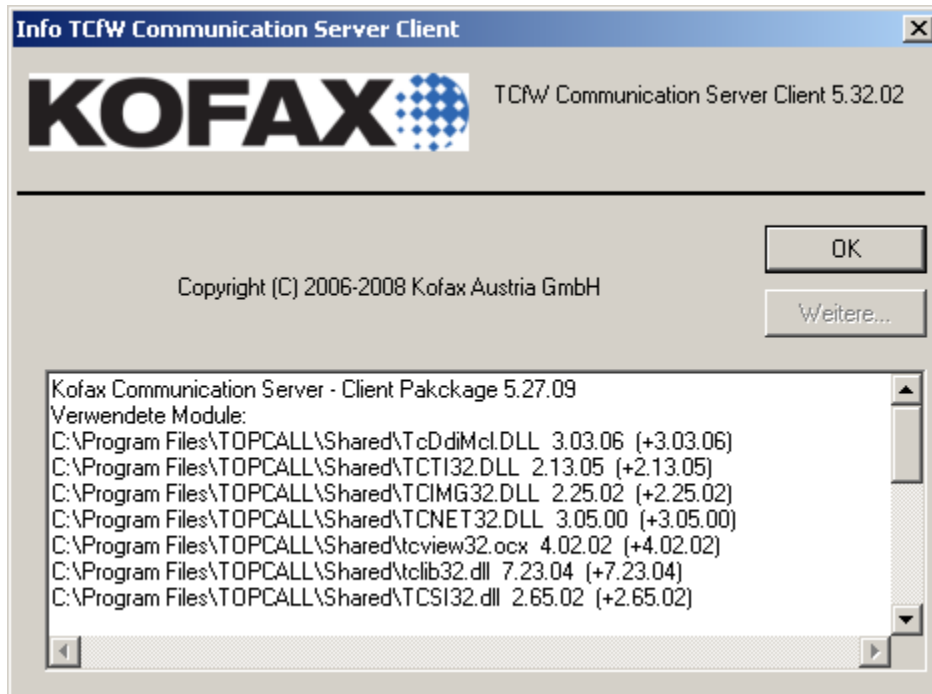 Info TCfW Communication Server Client
KOFAX
TCfW Communication Server Client 5.32.02
OK
Copyright (C) 2006-2008 Kofax Austria GmbH
Weitere...
Kofax Communication Server - Client Pakckage 5.27.09
Verwendete Module:
C:\Program Files\TOPCALL\Shared\TcDdiMcl.DLL  3.03.06  (+3.03.06)
C:\Program Files\TOPCALL\Shared\TCTI32.DLL  2.13.05  (+2.13.05)
C:\Program Files\TOPCALL\Shared\TCIMG32.DLL  2.25.02  (+2.25.02)
C:\Program Files\TOPCALL\Shared\TCNET32.DLL  3.05.00  (+3.05.00)
C:\Program Files\TOPCALL\Shared\tcview32.ocx  4.02.02  (+4.02.02)
C:\Program Files\TOPCALL\Shared\tclib32.dll  7.23.04  (+7.23.04)
C:\Program Files\TOPCALL\Shared\TCSI32.dll  2.65.02  (+2.65.02)